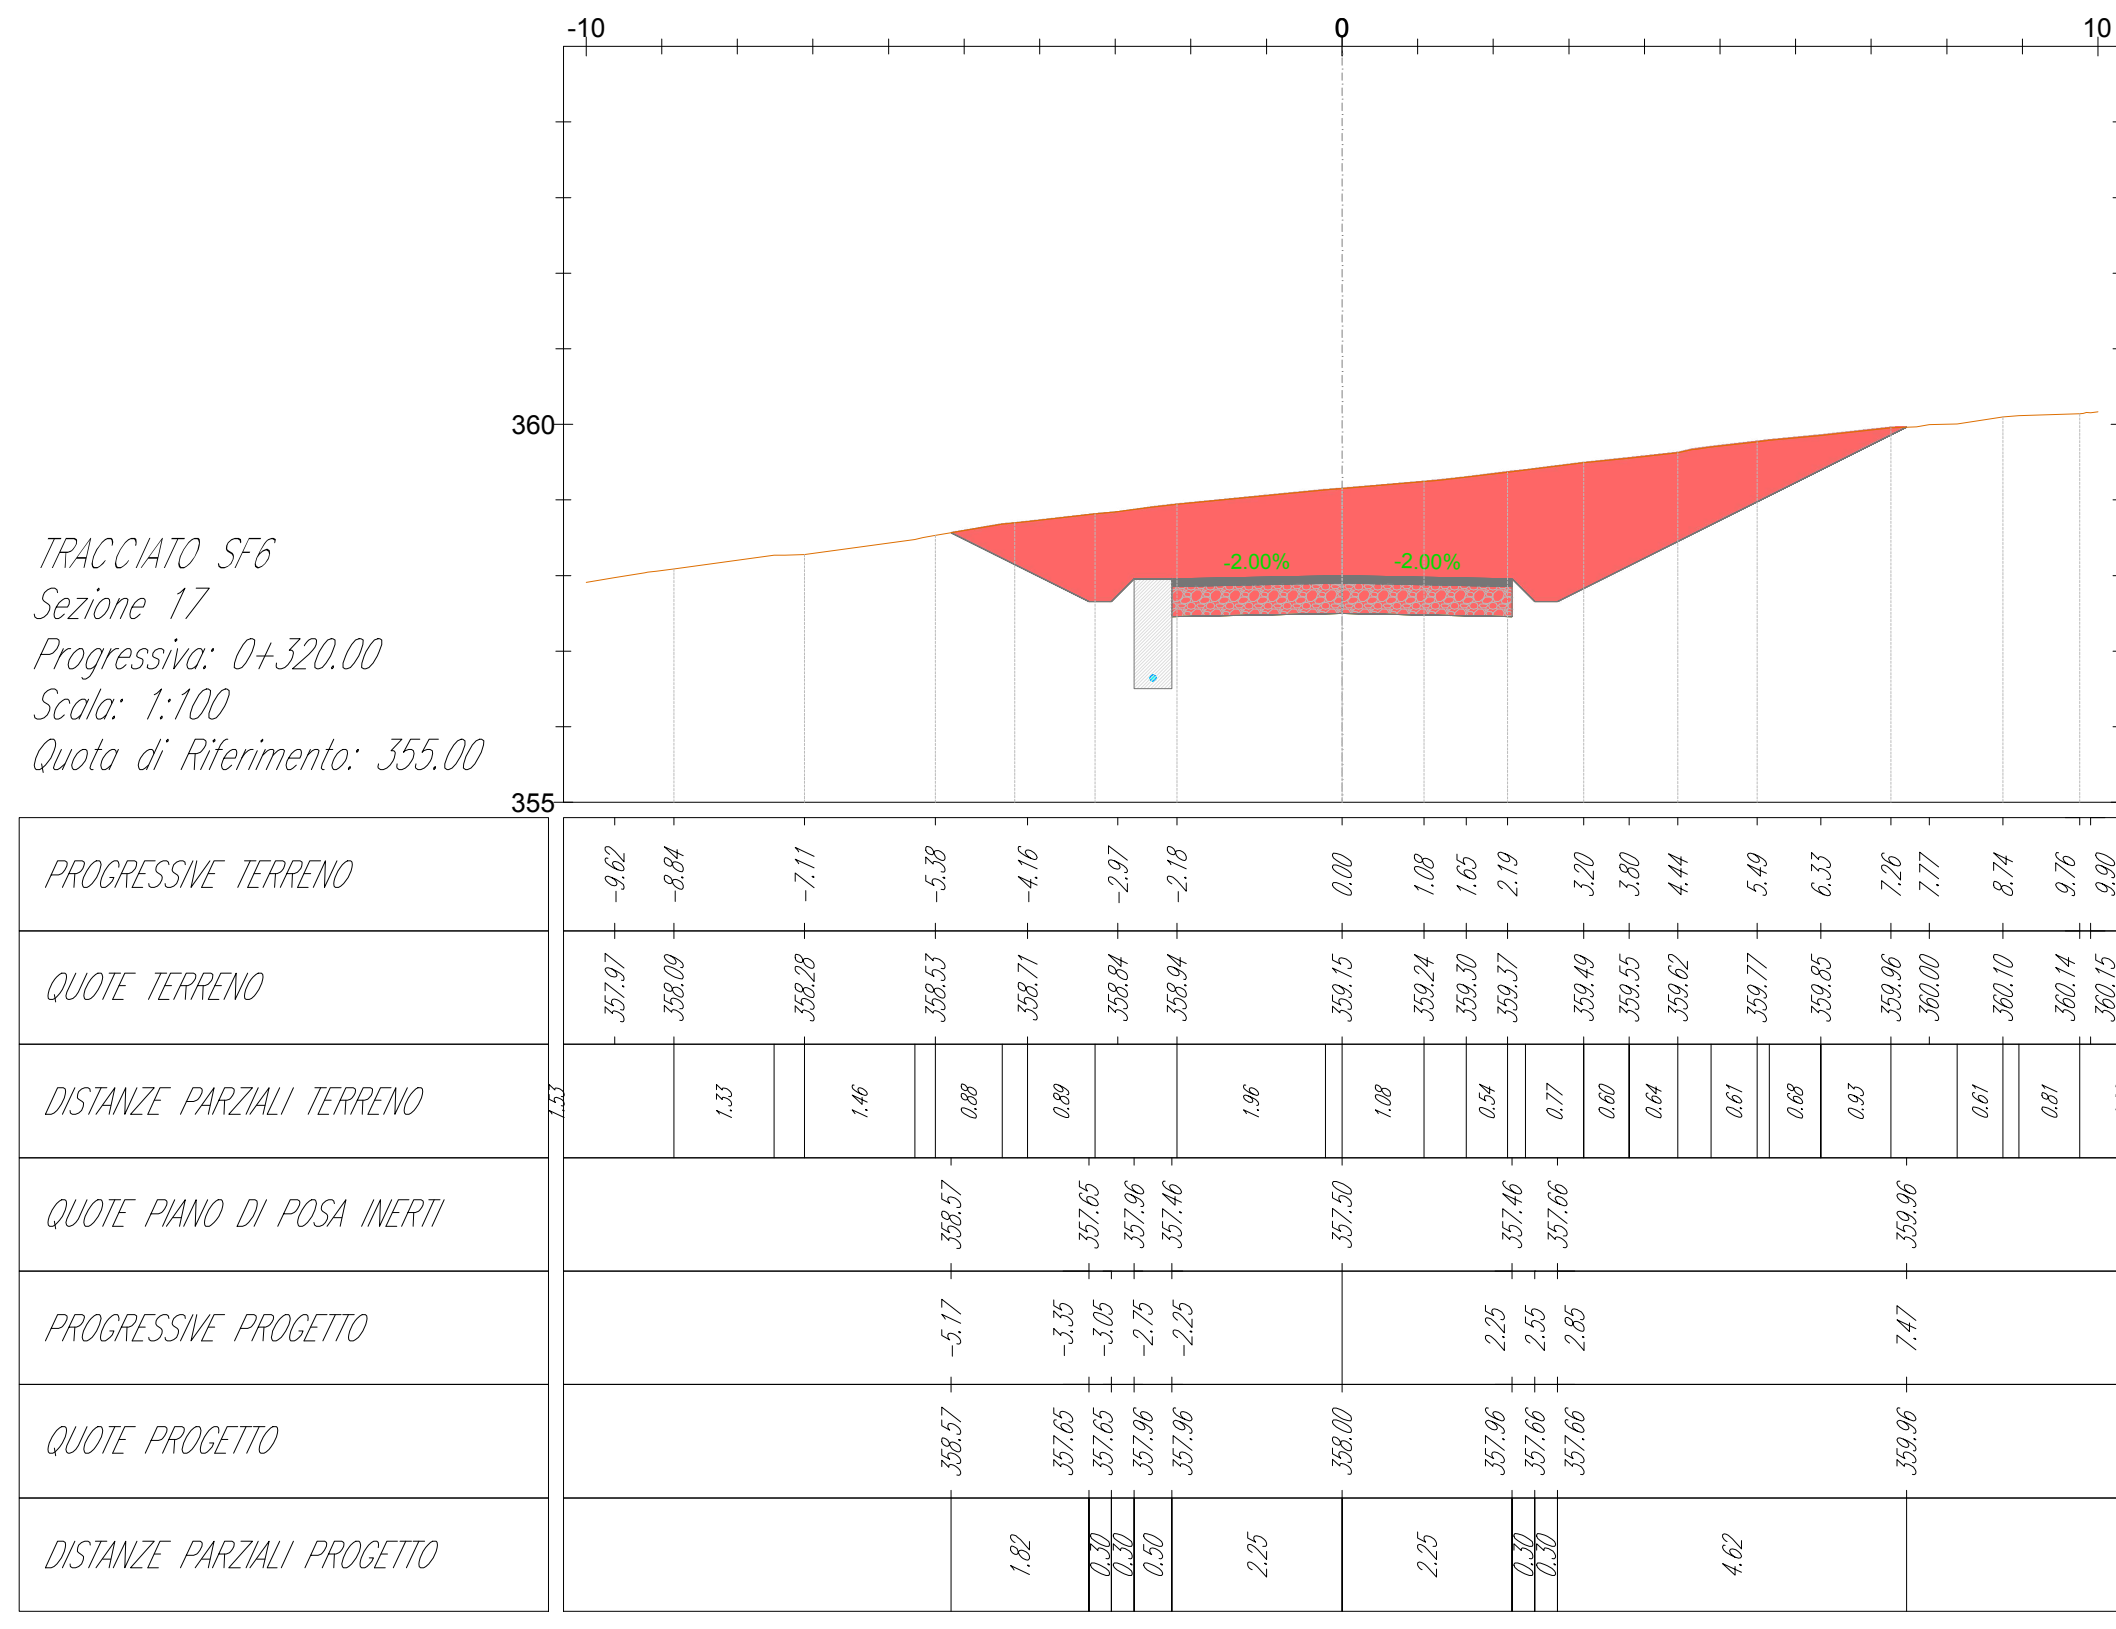 -10 0 10
360
-2.00% -2.00%
TRACCIATO SF6
Sezione 17
Progressiva: 0+320.00
Scala: 1:100
Quota di Riferimento: 355.00
355
PROGRESSIVE TERRENO -9.62 -8.84 -7.11 -5.38 -4.16 -2.97 -2.18 0.00 1.08 1.65 2.19 3.20 3.80 4.44 5.49 6.33 7.26 7.77 8.74 9.76 9.90
QUOTE TERRENO 357.97 358.09 358.28 358.53 358.71 358.84 358.94 359.15 359.24 359.30 359.37 359.49 359.55 359.62 359.77 359.85 359.96 360.00 360.10 360.14 360.15
DISTANZE PARZIALI TERRENO 1.53 1.33 1.46 0.88 0.89 1.96 1.08 0.54 0.77 0.60 0.64 0.61 0.68 0.93 0.61 0.81
QUOTE PIANO DI POSA INERTI 358.57 357.65 357.96 357.46 357.50 357.46 357.66 359.96
PROGRESSIVE PROGETTO -5.17 -3.35 -3.05 -2.75 -2.25 2.25 2.55 2.85 7.47
QUOTE PROGETTO 358.57 357.65 357.65 357.96 357.96 358.00 357.96 357.66 357.66 359.96
DISTANZE PARZIALI PROGETTO 1.82 0.30 0.30 0.50 2.25 2.25 0.30 0.30 4.62